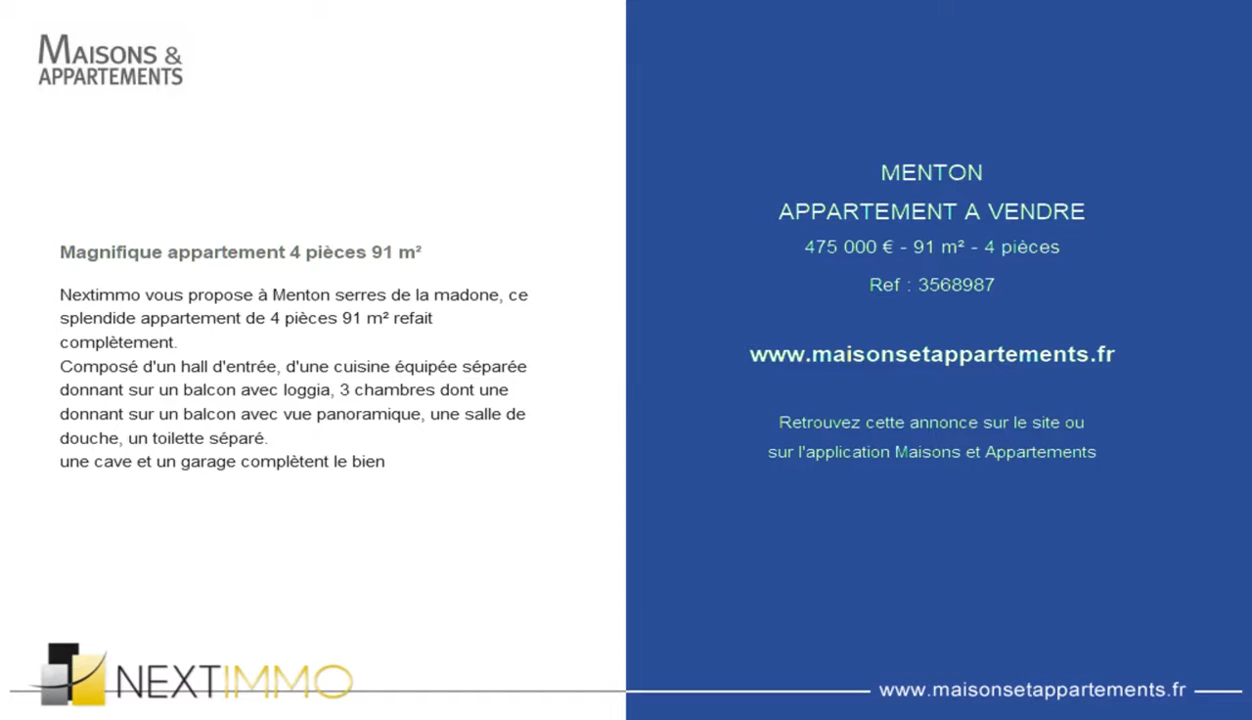 MAISONS &
APPARTEMENTS
Magnifique appartement 4 pièces 91 m²
Nextimmo vous propose à Menton serres de la madone, ce
splendide appartement de 4 pièces 91 m² refait
complètement.
Composé d'un hall d'entrée, d'une cuisine équipée séparée
donnant sur un balcon avec loggia, 3 chambres dont une
donnant sur un balcon avec vue panoramique, une salle de
douche, un toilette séparé.
une cave et un garage complètent le bien
NEXTIMMO
MENTON
APPARTEMENT A VENDRE
475 000 € - 91 m² - 4 pièces
Ref : 3568987
www.maisonsetappartements.fr
Retrouvez cette annonce sur le site ou
sur l'application Maisons et Appartements
www.maisonsetappartements.fr